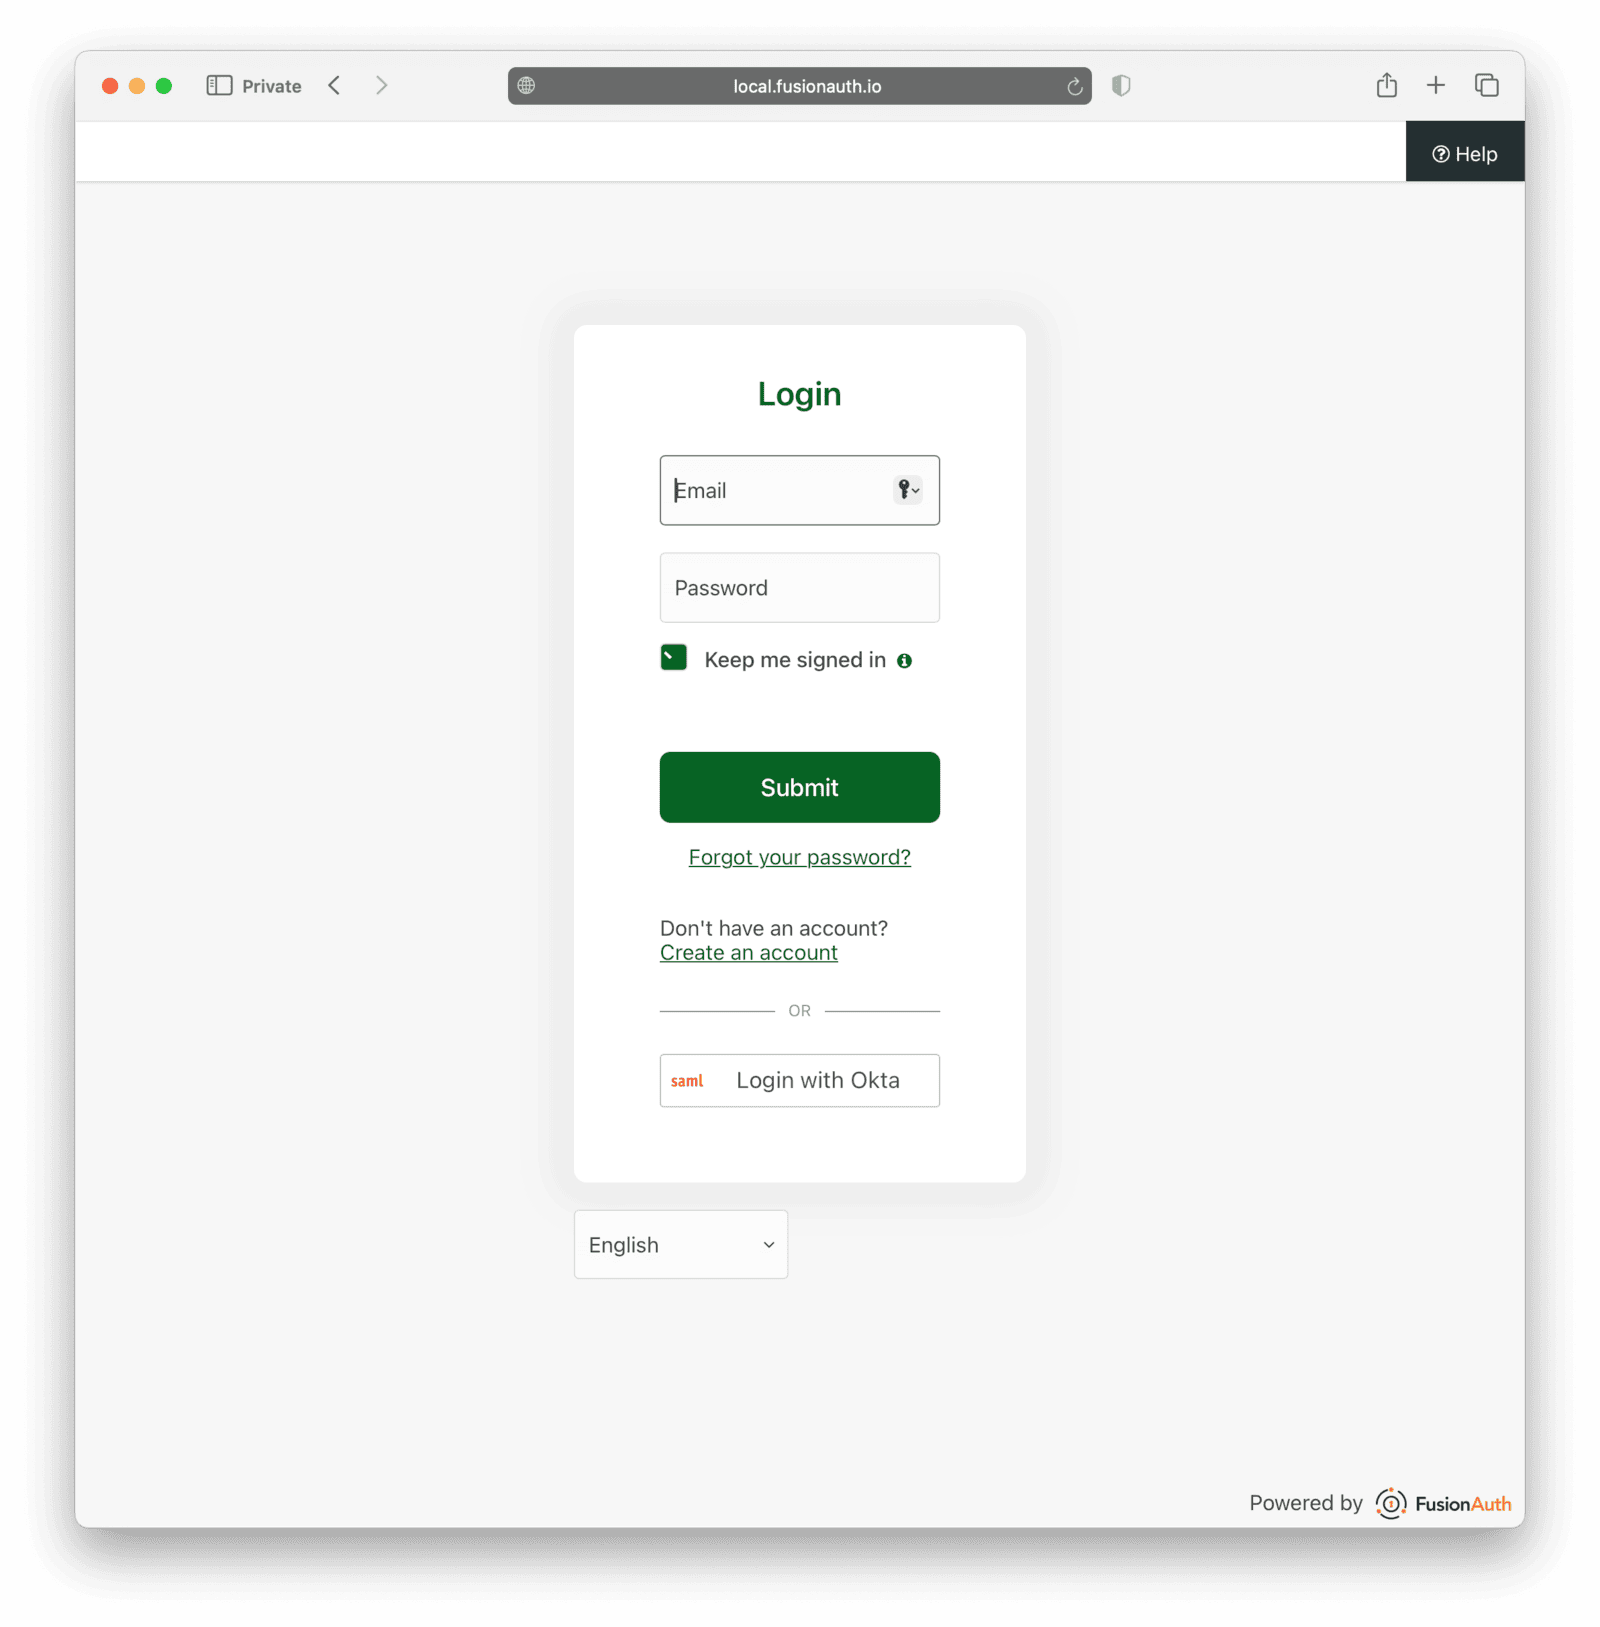 Private
local.fusionauth.io
Help
Login
Email
Password
Keep me signed in
Submit
Forgot your password?
Don't have an account?
Create an account
OR
saml Login with Okta
English
Powered by FusionAuth